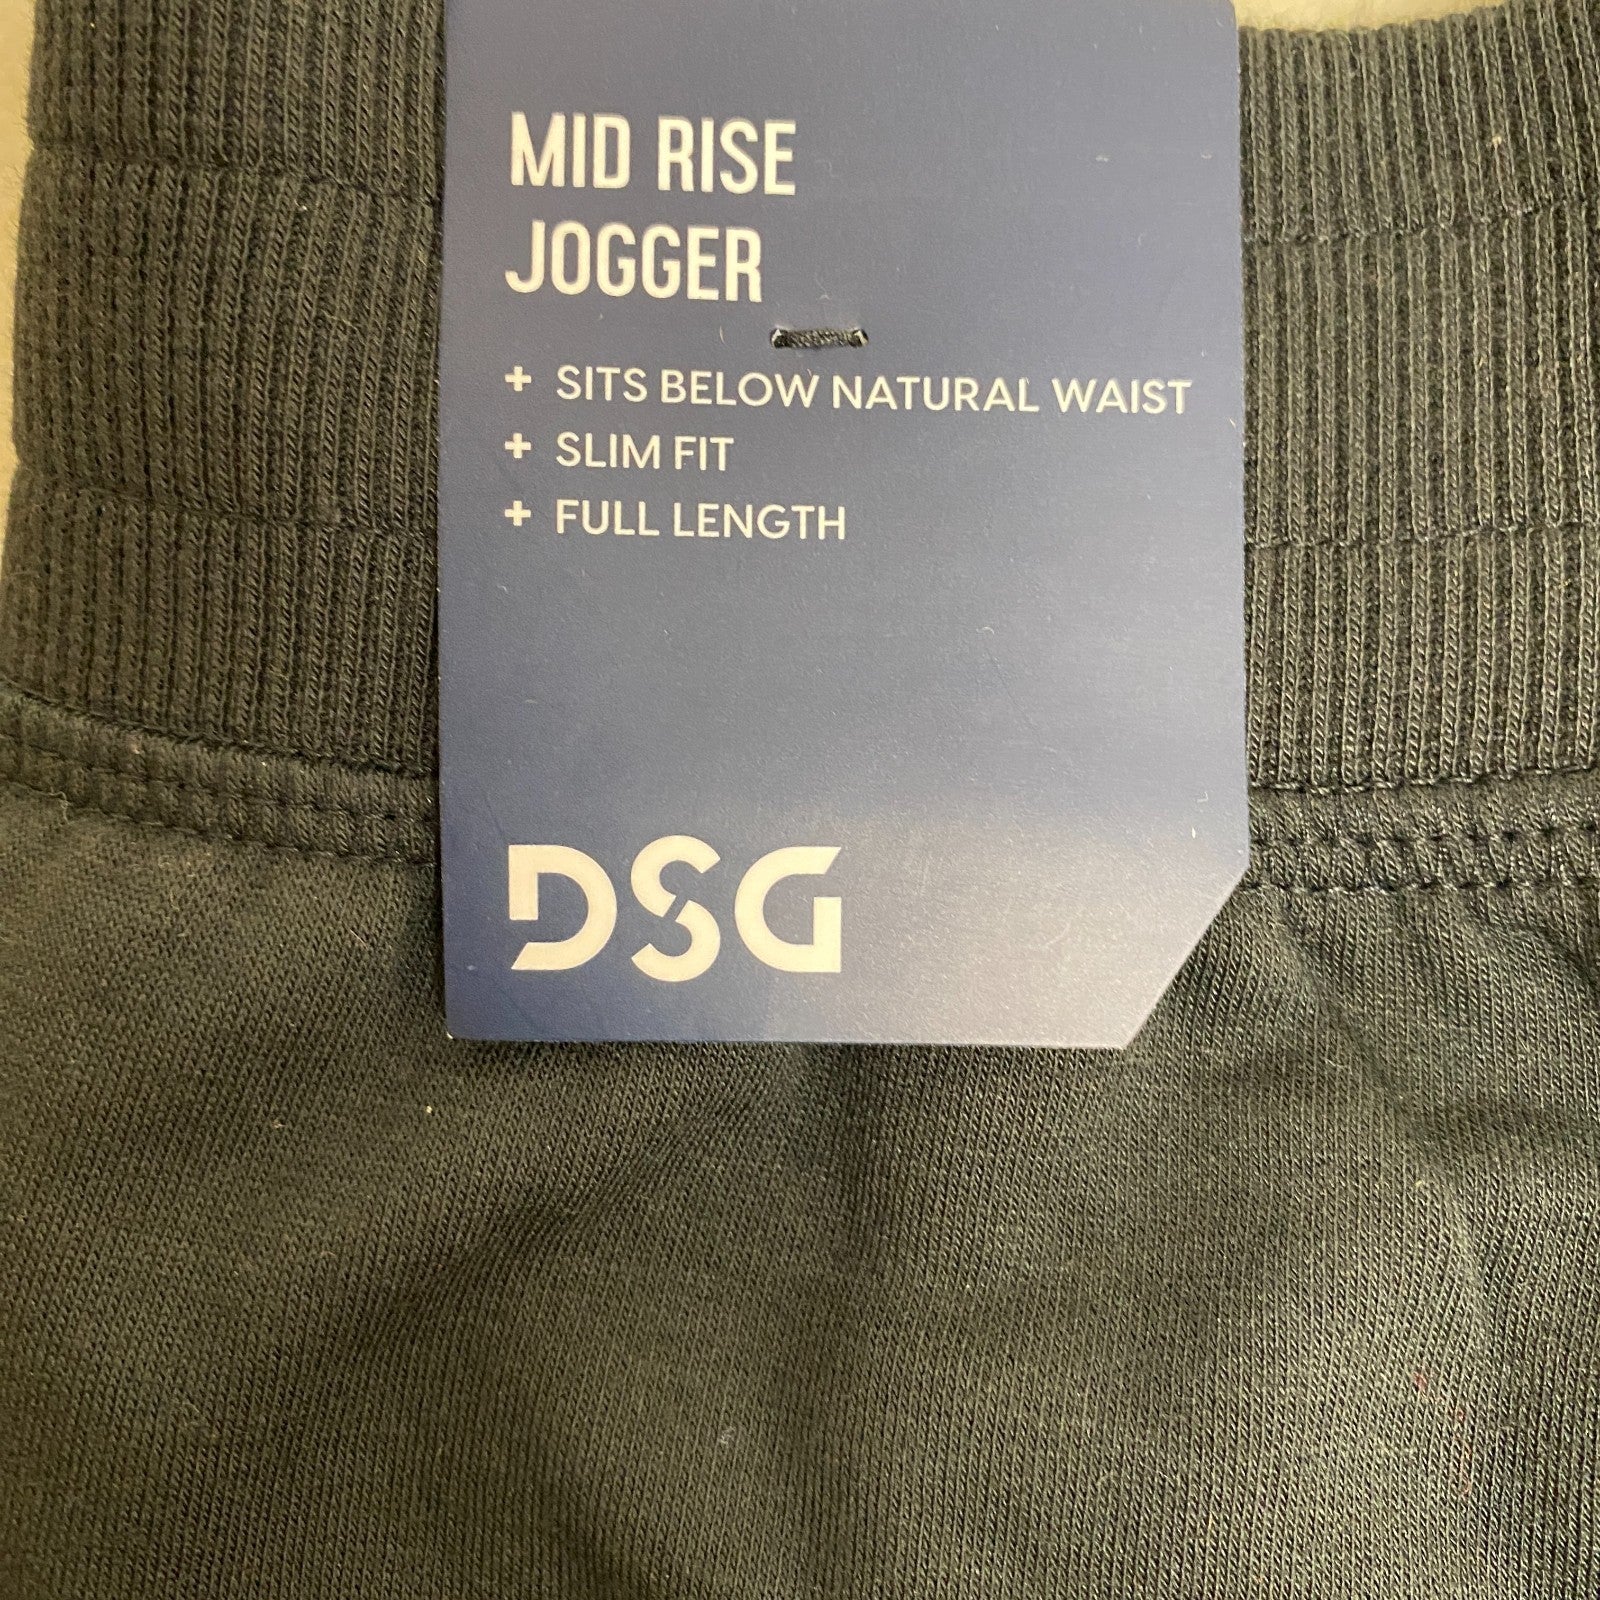 MID RISE
JOGGER
+ SITS BELOW NATURAL WAIST
+ SLIM FIT
+ FULL LENGTH
DSG